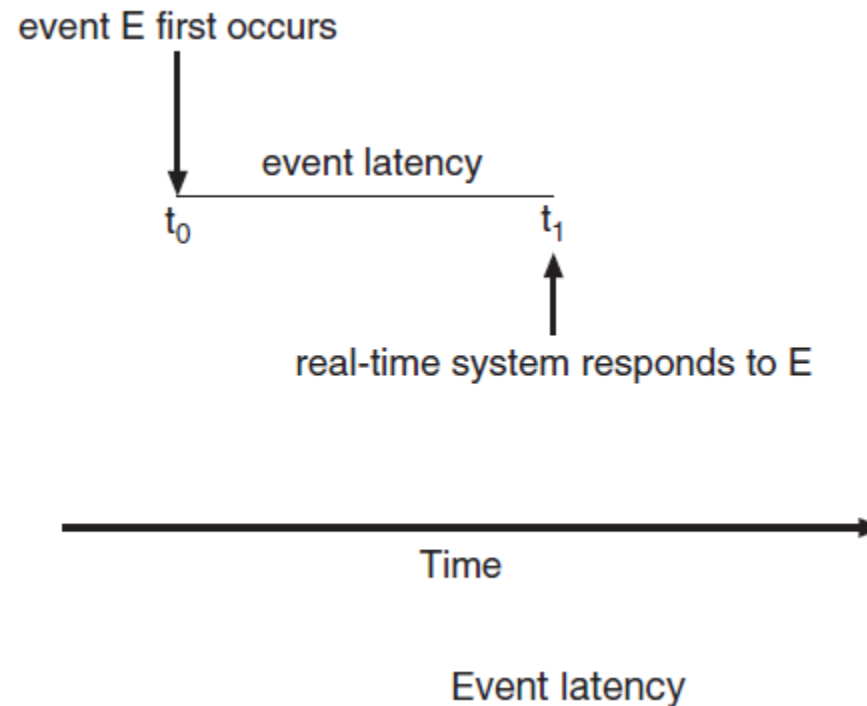 event E first occurs
event latency
t₀
t₁
real-time system responds to E
Time
Event latency